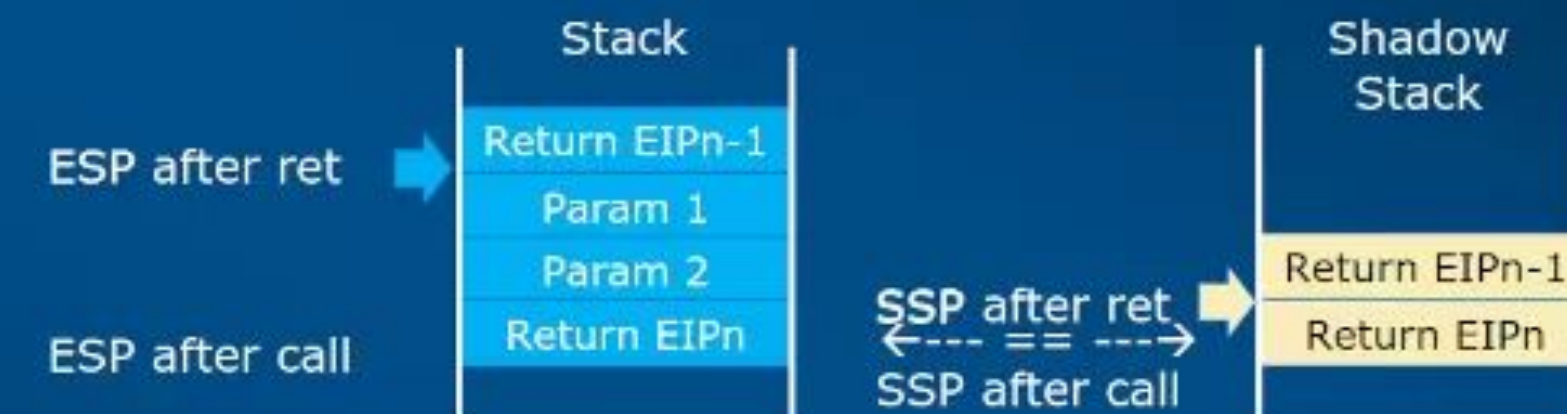 Stack
Shadow
Stack
ESP after ret
Return EIPn-1
Param 1
Param 2
Return EIPn
ESP after call
SSP after ret
<--- == --->
SSP after call
Return EIPn-1
Return EIPn